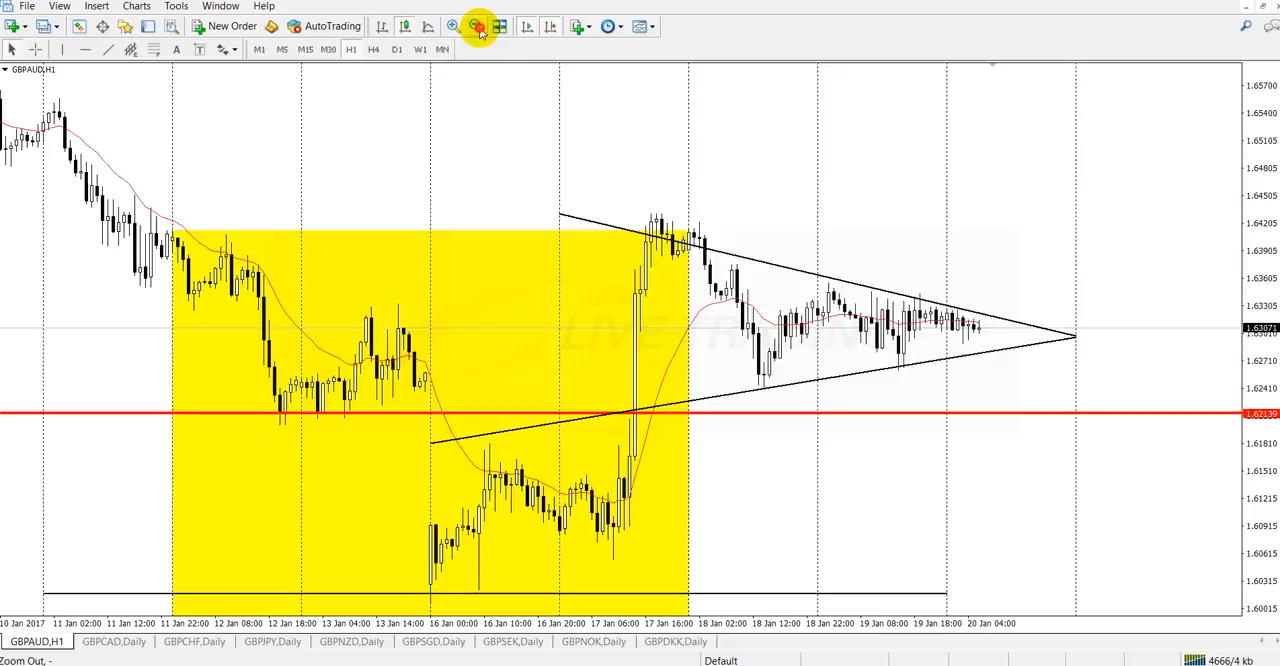 File View Insert Charts Tools Window Help
New Order AutoTrading
A T M1 M5 M15 M30 H1 H4 D1 W1 MN
GBPAUD,H1
1.65700
1.65400
1.65105
1.64805
1.64505
1.64205
1.63905
1.63605
1.63305
1.63071
1.62710
1.62410
1.62139
1.61810
1.61510
1.61215
1.60915
1.60615
1.60315
1.60015
LIVE TRA N
10 Jan 2017 11 Jan 02:00 11 Jan 12:00 11 Jan 22:00 12 Jan 08:00 12 Jan 18:00 13 Jan 04:00 13 Jan 14:00 16 Jan 00:00 16 Jan 10:00 16 Jan 20:00 17 Jan 06:00 17 Jan 16:00 18 Jan 02:00 18 Jan 12:00 18 Jan 22:00 19 Jan 08:00 19 Jan 18:00 20 Jan 04:00
GBPAUD,H1 GBPCAD,Daily GBPCHF,Daily GBPJPY,Daily GBPNZD,Daily GBPSGD,Daily GBPSEK,Daily GBPNOK,Daily GBPDKK,Daily
Zoom Out, - Default 4666/4 kb